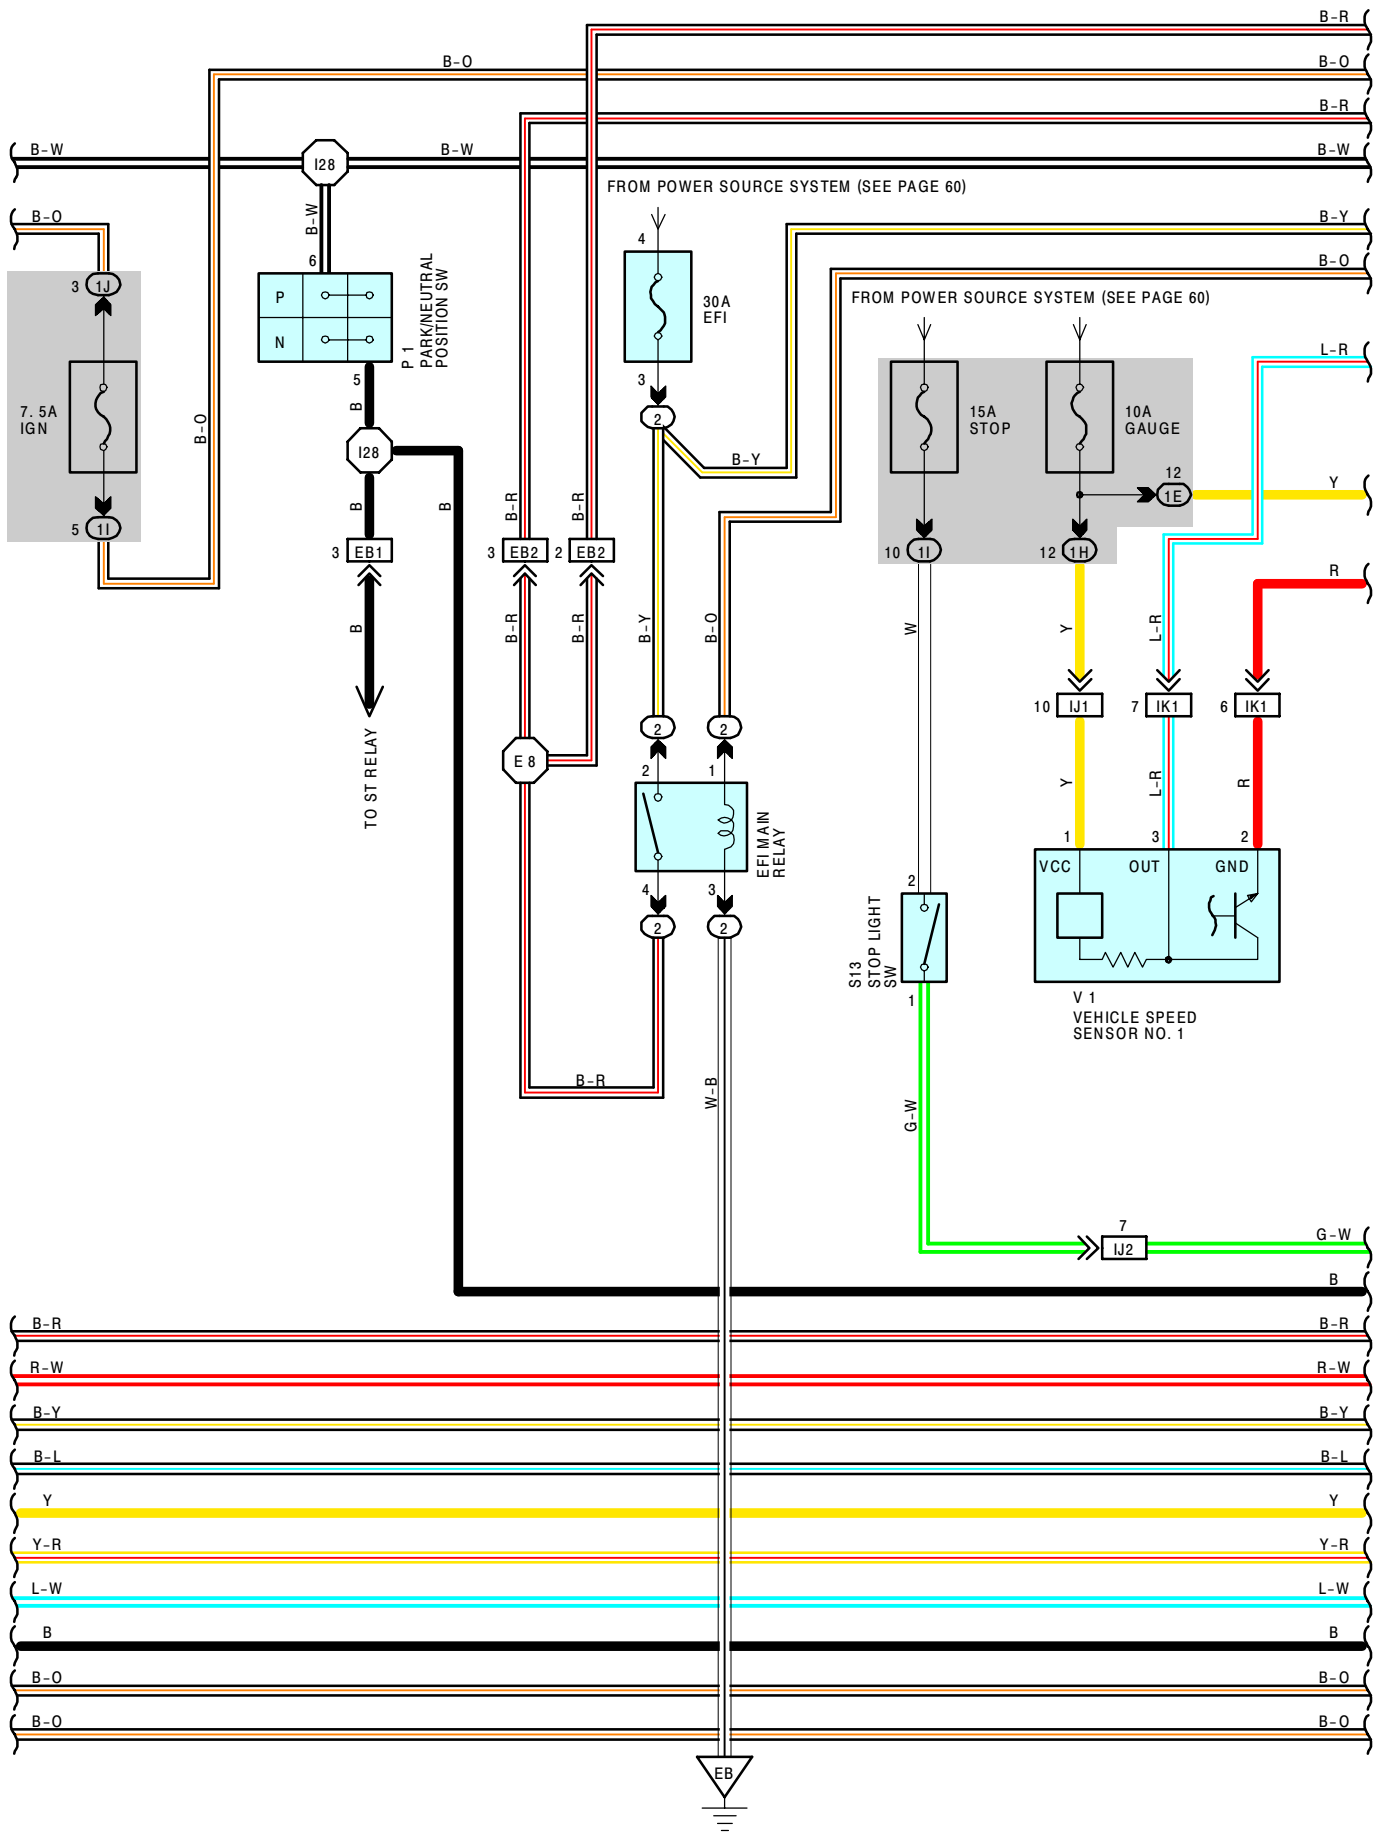 B-R
B-O
B-O
B-R
B-W
I28
B-W
B-W
FROM POWER SOURCE SYSTEM (SEE PAGE 60)
B-O
B-W
B-Y
4
6
B-O
3 1J
P
N
P 1
PARK/NEUTRAL
POSITION SW
30A
EFI
FROM POWER SOURCE SYSTEM (SEE PAGE 60)
L-R
5
3
7.5A
IGN
B-O
B
2
15A
STOP
10A
GAUGE
I28
B-Y
12
1E
Y
B
B
B-R
B-R
5 1I
3 EB1
3 EB2
2 EB2
10 1I
12 1H
R
B
B-R
B-R
B-Y
B-O
W
Y
L-R
10 IJ1
7 IK1
6 IK1
2
2
TO ST RELAY
E 8
2
1
Y
L-R
R
EFI MAIN
RELAY
1
3
2
VCC
OUT
GND
4
3
2
2
2
S13
STOP LIGHT
SW
1
V 1
VEHICLE SPEED
SENSOR NO. 1
B-R
W-B
G-W
7
IJ2
G-W
B
B-R
B-R
R-W
R-W
B-Y
B-Y
B-L
B-L
Y
Y
Y-R
Y-R
L-W
L-W
B
B
B-O
B-O
B-O
B-O
EB